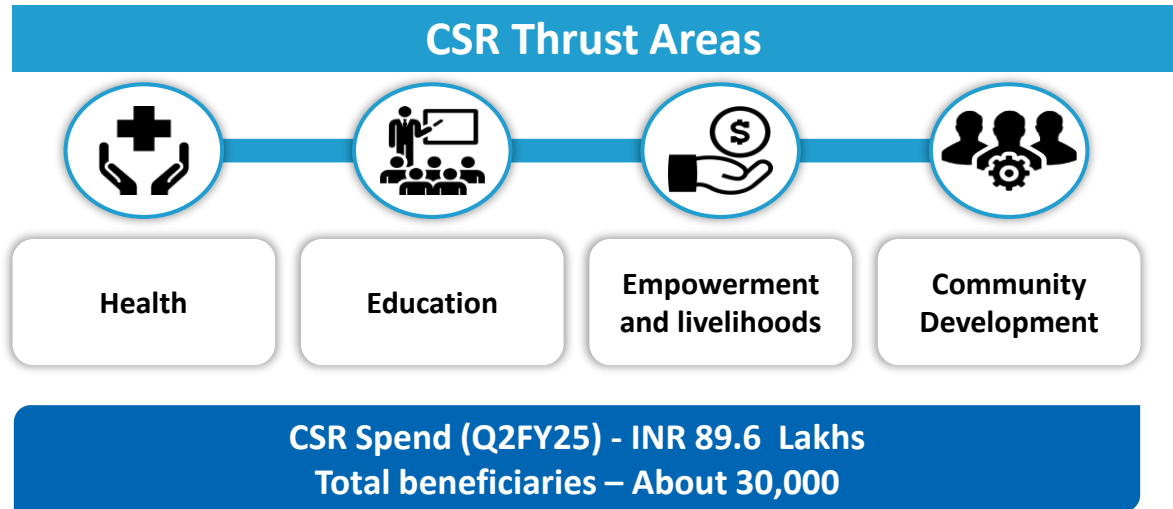 CSR Thrust Areas
$
Health
Education
Empowerment
and livelihoods
Community
Development
CSR Spend (Q2FY25) - INR 89.6 Lakhs
Total beneficiaries – About 30,000